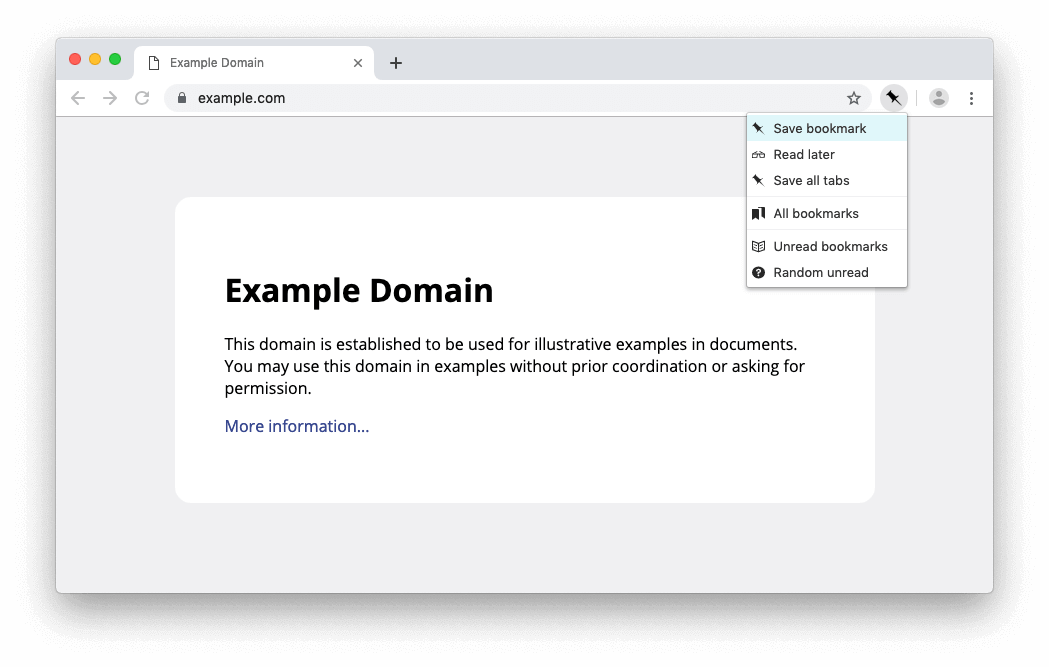 Example Domain
example.com
Save bookmark
Read later
Save all tabs
All bookmarks
Unread bookmarks
Random unread
Example Domain
This domain is established to be used for illustrative examples in documents.
You may use this domain in examples without prior coordination or asking for
permission.
More information...